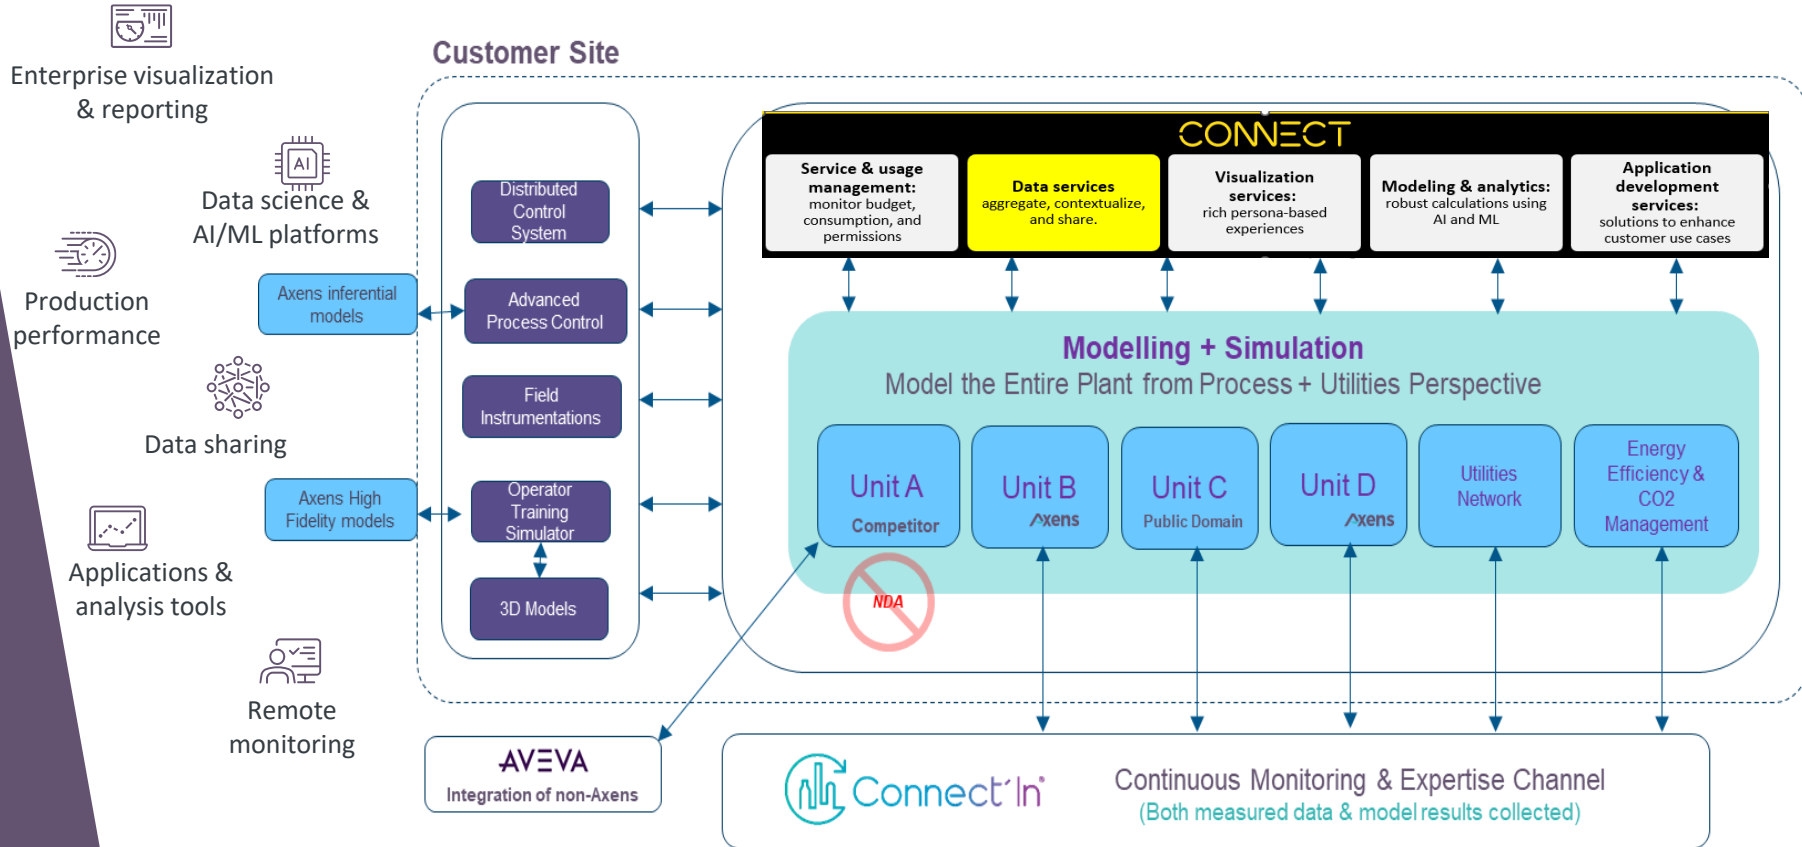 Enterprise visualization
& reporting
Data science &
AI/ML platforms
Production
performance
Data sharing
Applications &
analysis tools
Remote
monitoring
AI
Axens inferential
models
Axens High
Fidelity models
Customer Site
Distributed
Control
System
Advanced
Process Control
Field
Instrumentations
Operator
Training
Simulator
3D Models
CONNECT
Service & usage
management:
monitor budget,
consumption, and
permissions
Data services
aggregate, contextualize,
and share.
Visualization
services:
rich persona-based
experiences
Modeling & analytics:
robust calculations using
AI and ML
Application
development
services:
solutions to enhance
customer use cases
Modelling + Simulation
Model the Entire Plant from Process + Utilities Perspective
Unit A
Competitor
Unit B
Axens
Unit C
Public Domain
Unit D
Axens
Utilities
Network
Energy
Efficiency &
CO2
Management
NDA
AVEVA
Integration of non-Axens
Connect'In®
Continuous Monitoring & Expertise Channel
(Both measured data & model results collected)